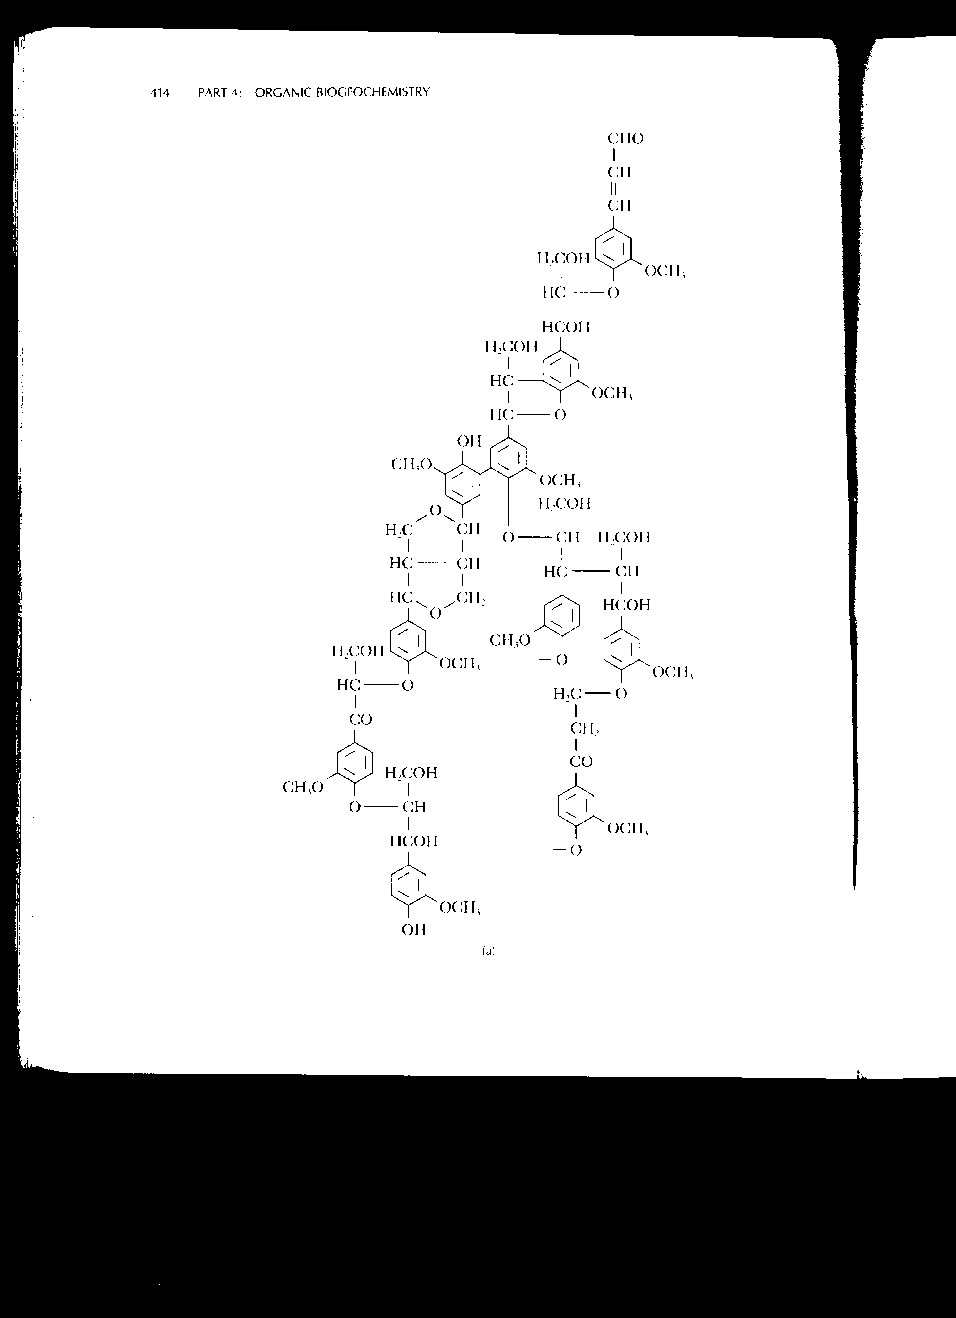 414 PART 4: ORGANIC BIOGEOCHEMISTRY
CHO
CH
CH
H₂COH
OCH₃
HC O
HCOH
H₂COH
HC
OCH₃
HC O
OH
CH₃O
OCH₃
H₂COH
O
H₂C CH
O CH H₂COH
HC CH
HC CH
HC CH₂
HCOH
O
CH₃O
H₂COH
OCH₃
O
OCH₃
HC O
H₂C O
CO
CH₂
CO
H₂COH
CH₃O
O CH
OCH₃
HCOH
O
OCH₃
OH
(a)